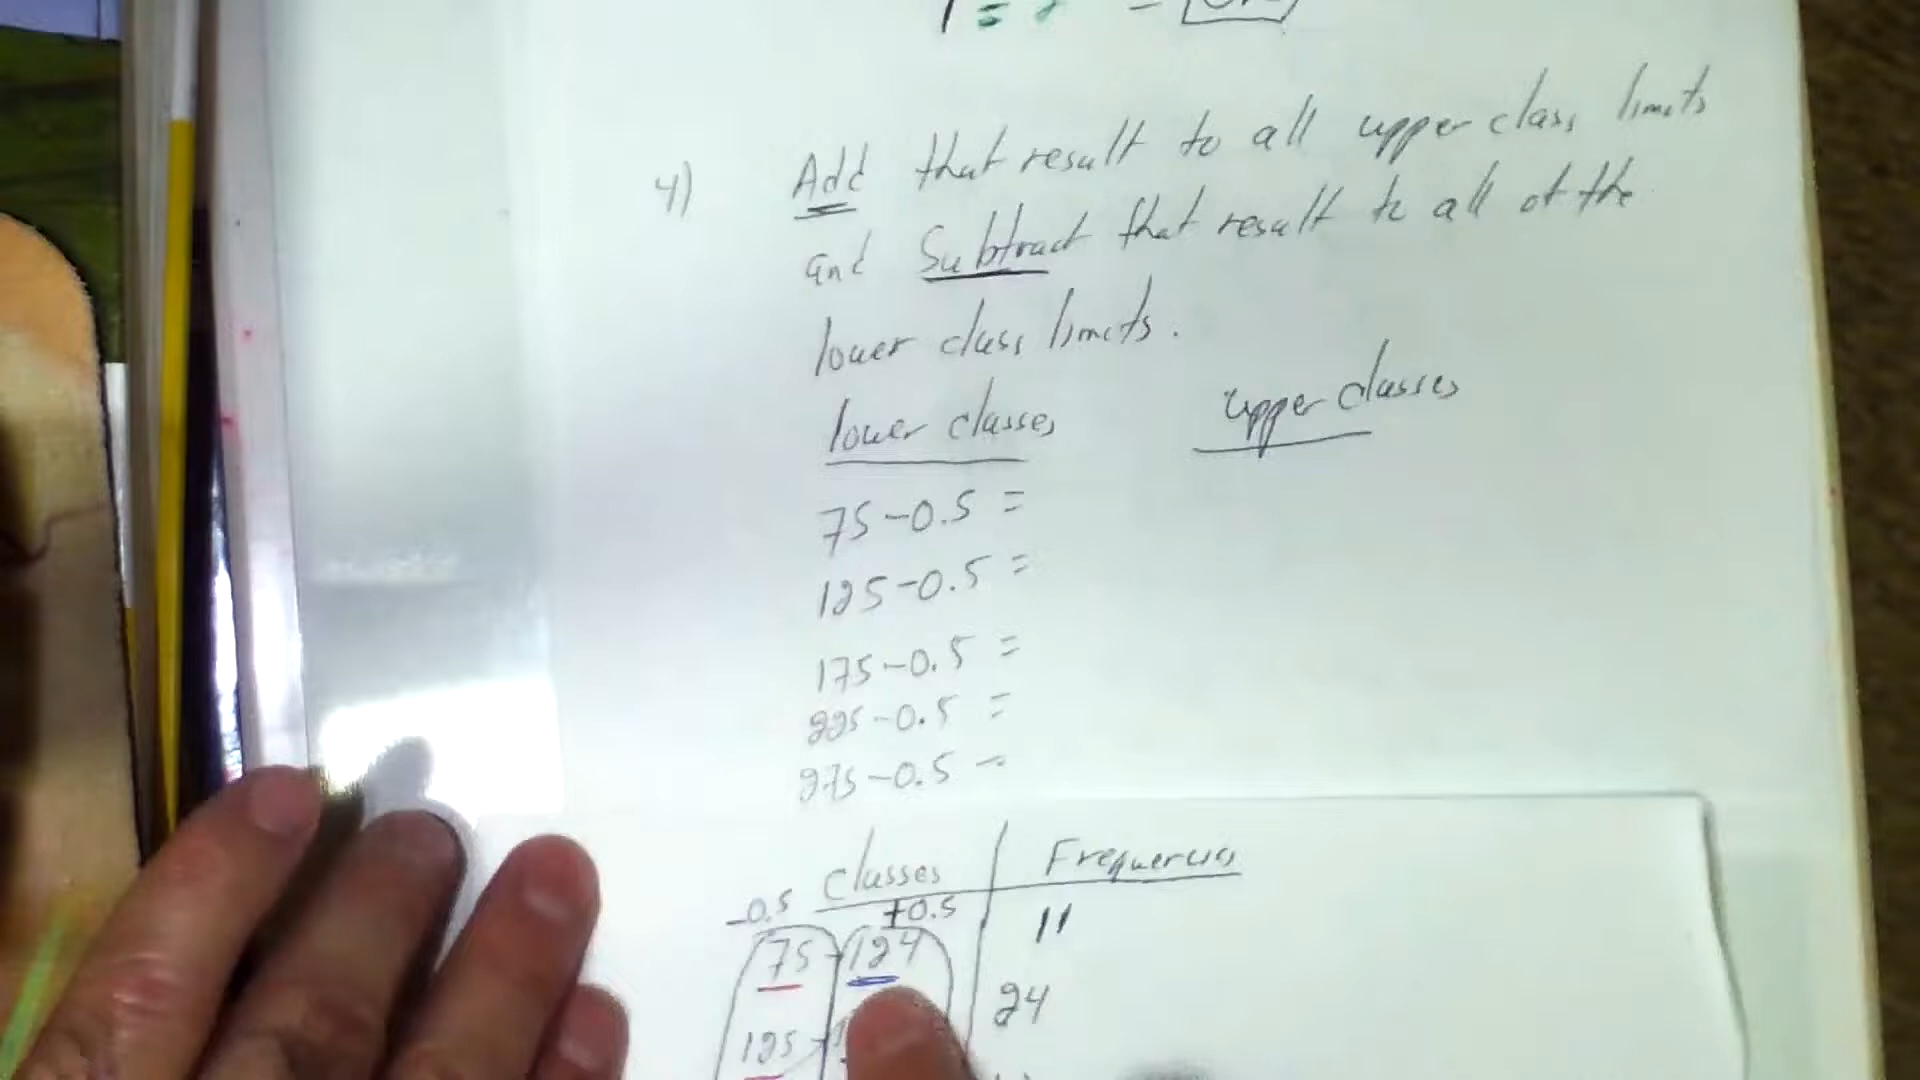 4) Add that result to all upper class limits
and Subtract that result to all of the
lower class limits.
lower classes upper classes
75-0.5 =
125-0.5 =
175-0.5 =
225-0.5 =
275-0.5 -
Classes Frequencies
-0.5 +0.5
75 - 124 11
125 - 24